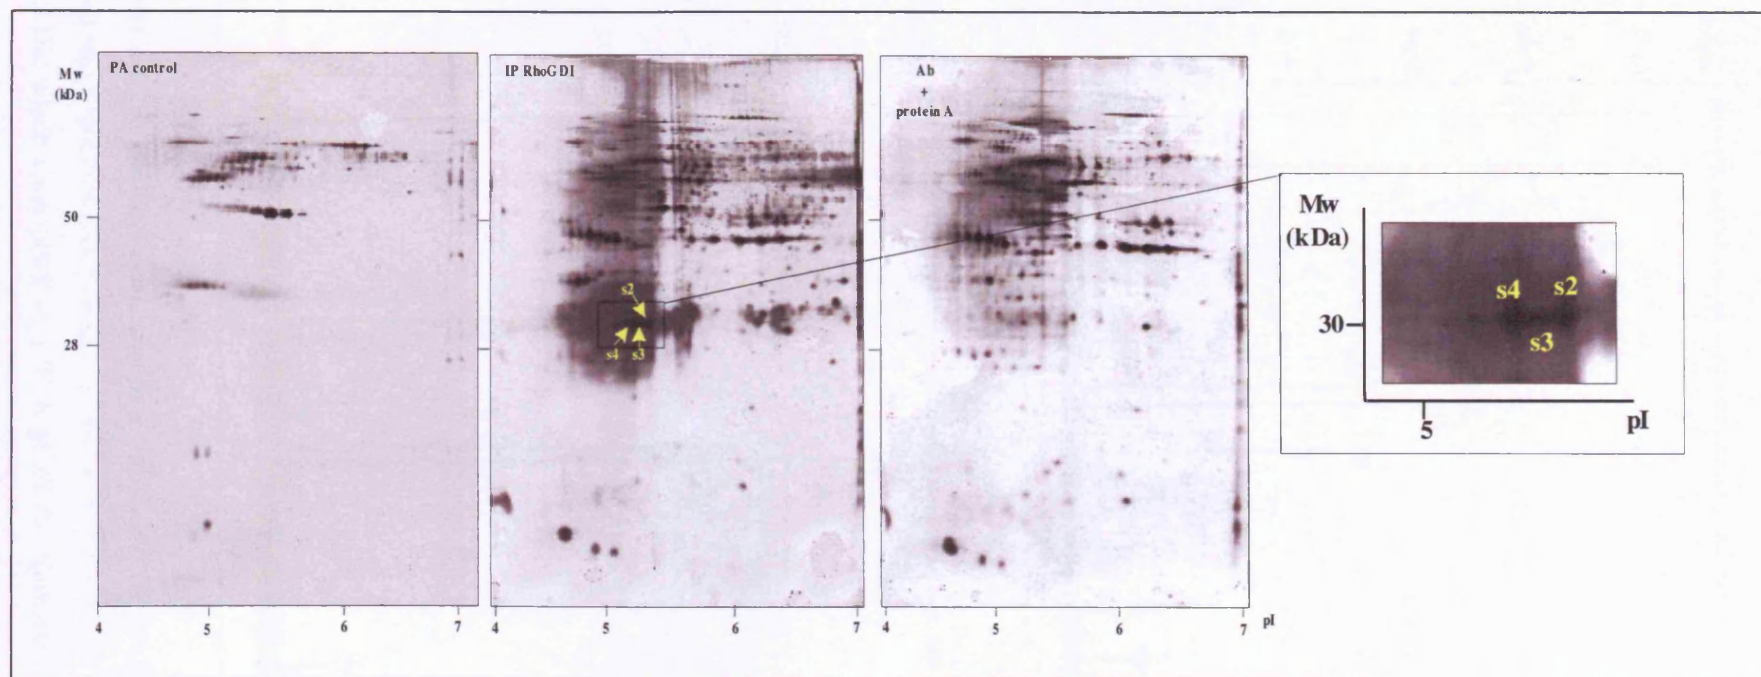 Mw
(kDa)
50
28
PA control
4 5 6 7
IP RhoGDI
s2
s4 s3
5 6 7
Ab
+
protein A
4 5 6 7 pI
Mw
(kDa)
30
s4 s2
s3
5
pI